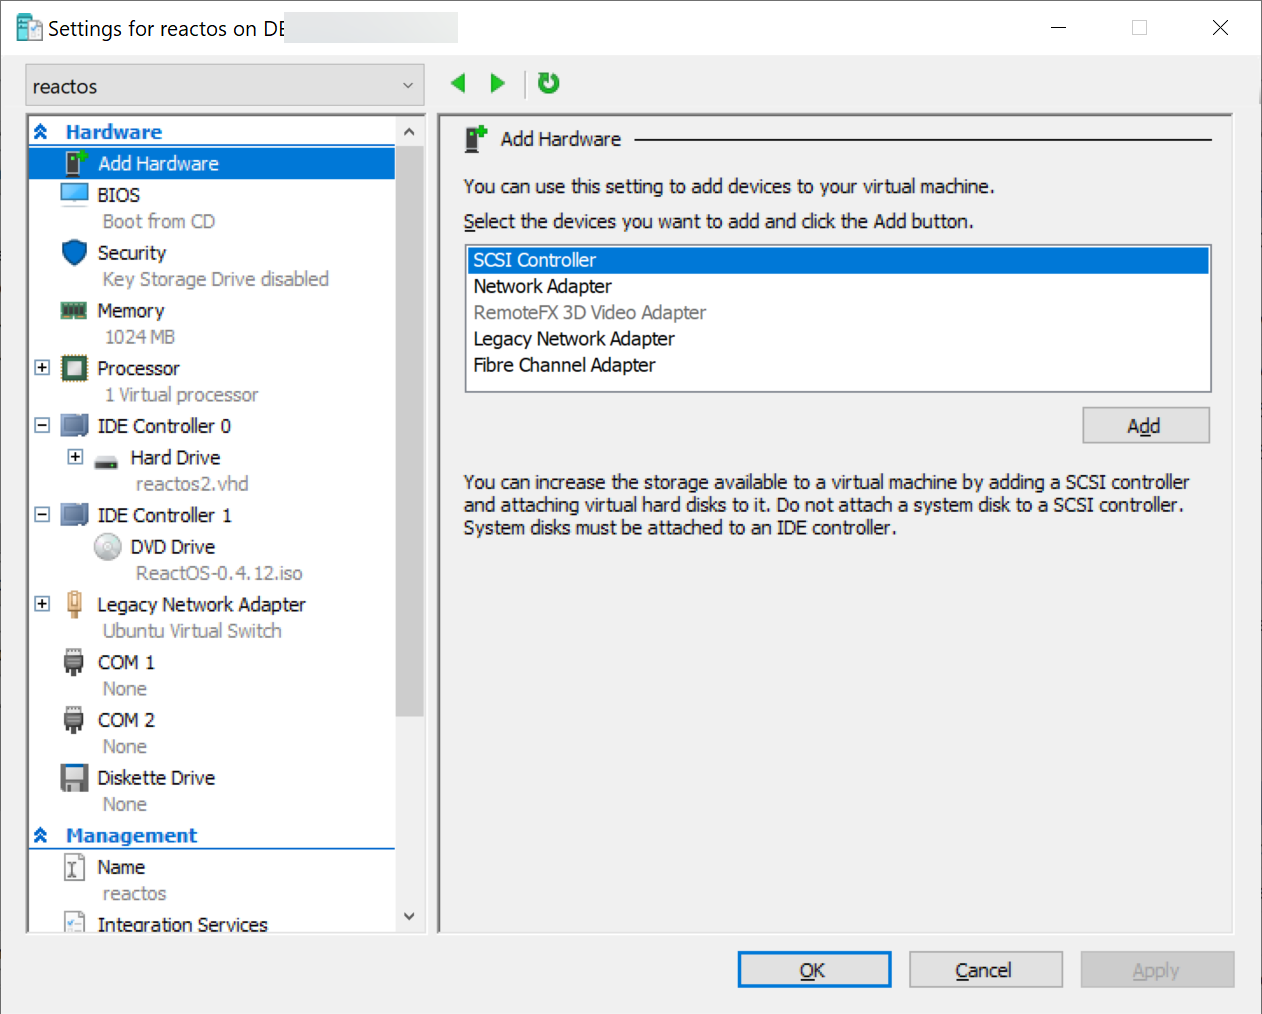 Settings for reactos on DE
reactos
Hardware
Add Hardware
BIOS
Boot from CD
Security
Key Storage Drive disabled
Memory
1024 MB
Processor
1 Virtual processor
IDE Controller 0
Hard Drive
reactos2.vhd
IDE Controller 1
DVD Drive
ReactOS-0.4.12.iso
Legacy Network Adapter
Ubuntu Virtual Switch
COM 1
None
COM 2
None
Diskette Drive
None
Management
Name
reactos
Integration Services
Add Hardware
You can use this setting to add devices to your virtual machine.
Select the devices you want to add and click the Add button.
SCSI Controller
Network Adapter
RemoteFX 3D Video Adapter
Legacy Network Adapter
Fibre Channel Adapter
Add
You can increase the storage available to a virtual machine by adding a SCSI controller
and attaching virtual hard disks to it. Do not attach a system disk to a SCSI controller.
System disks must be attached to an IDE controller.
OK
Cancel
Apply